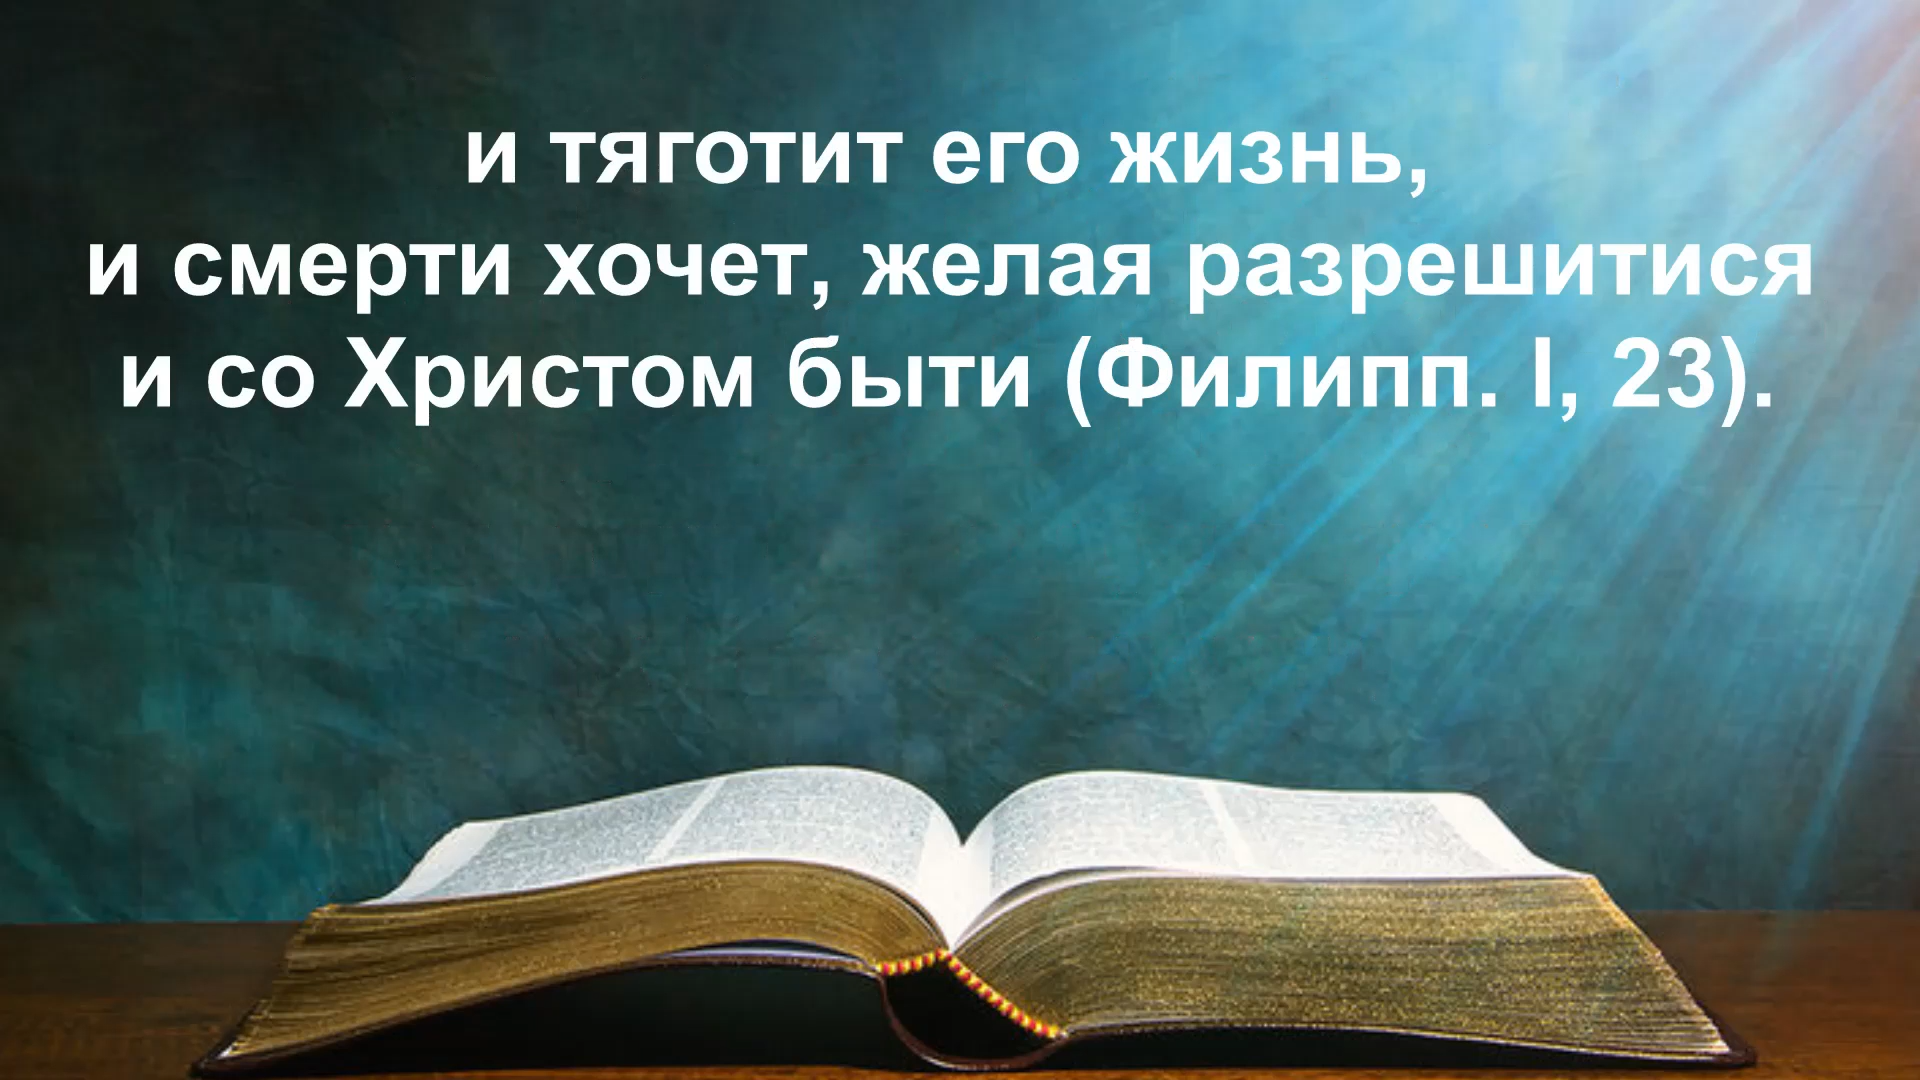 и тяготит его жизнь,
и смерти хочет, желая разрешитися
и со Христом быти (Филипп. I, 23).